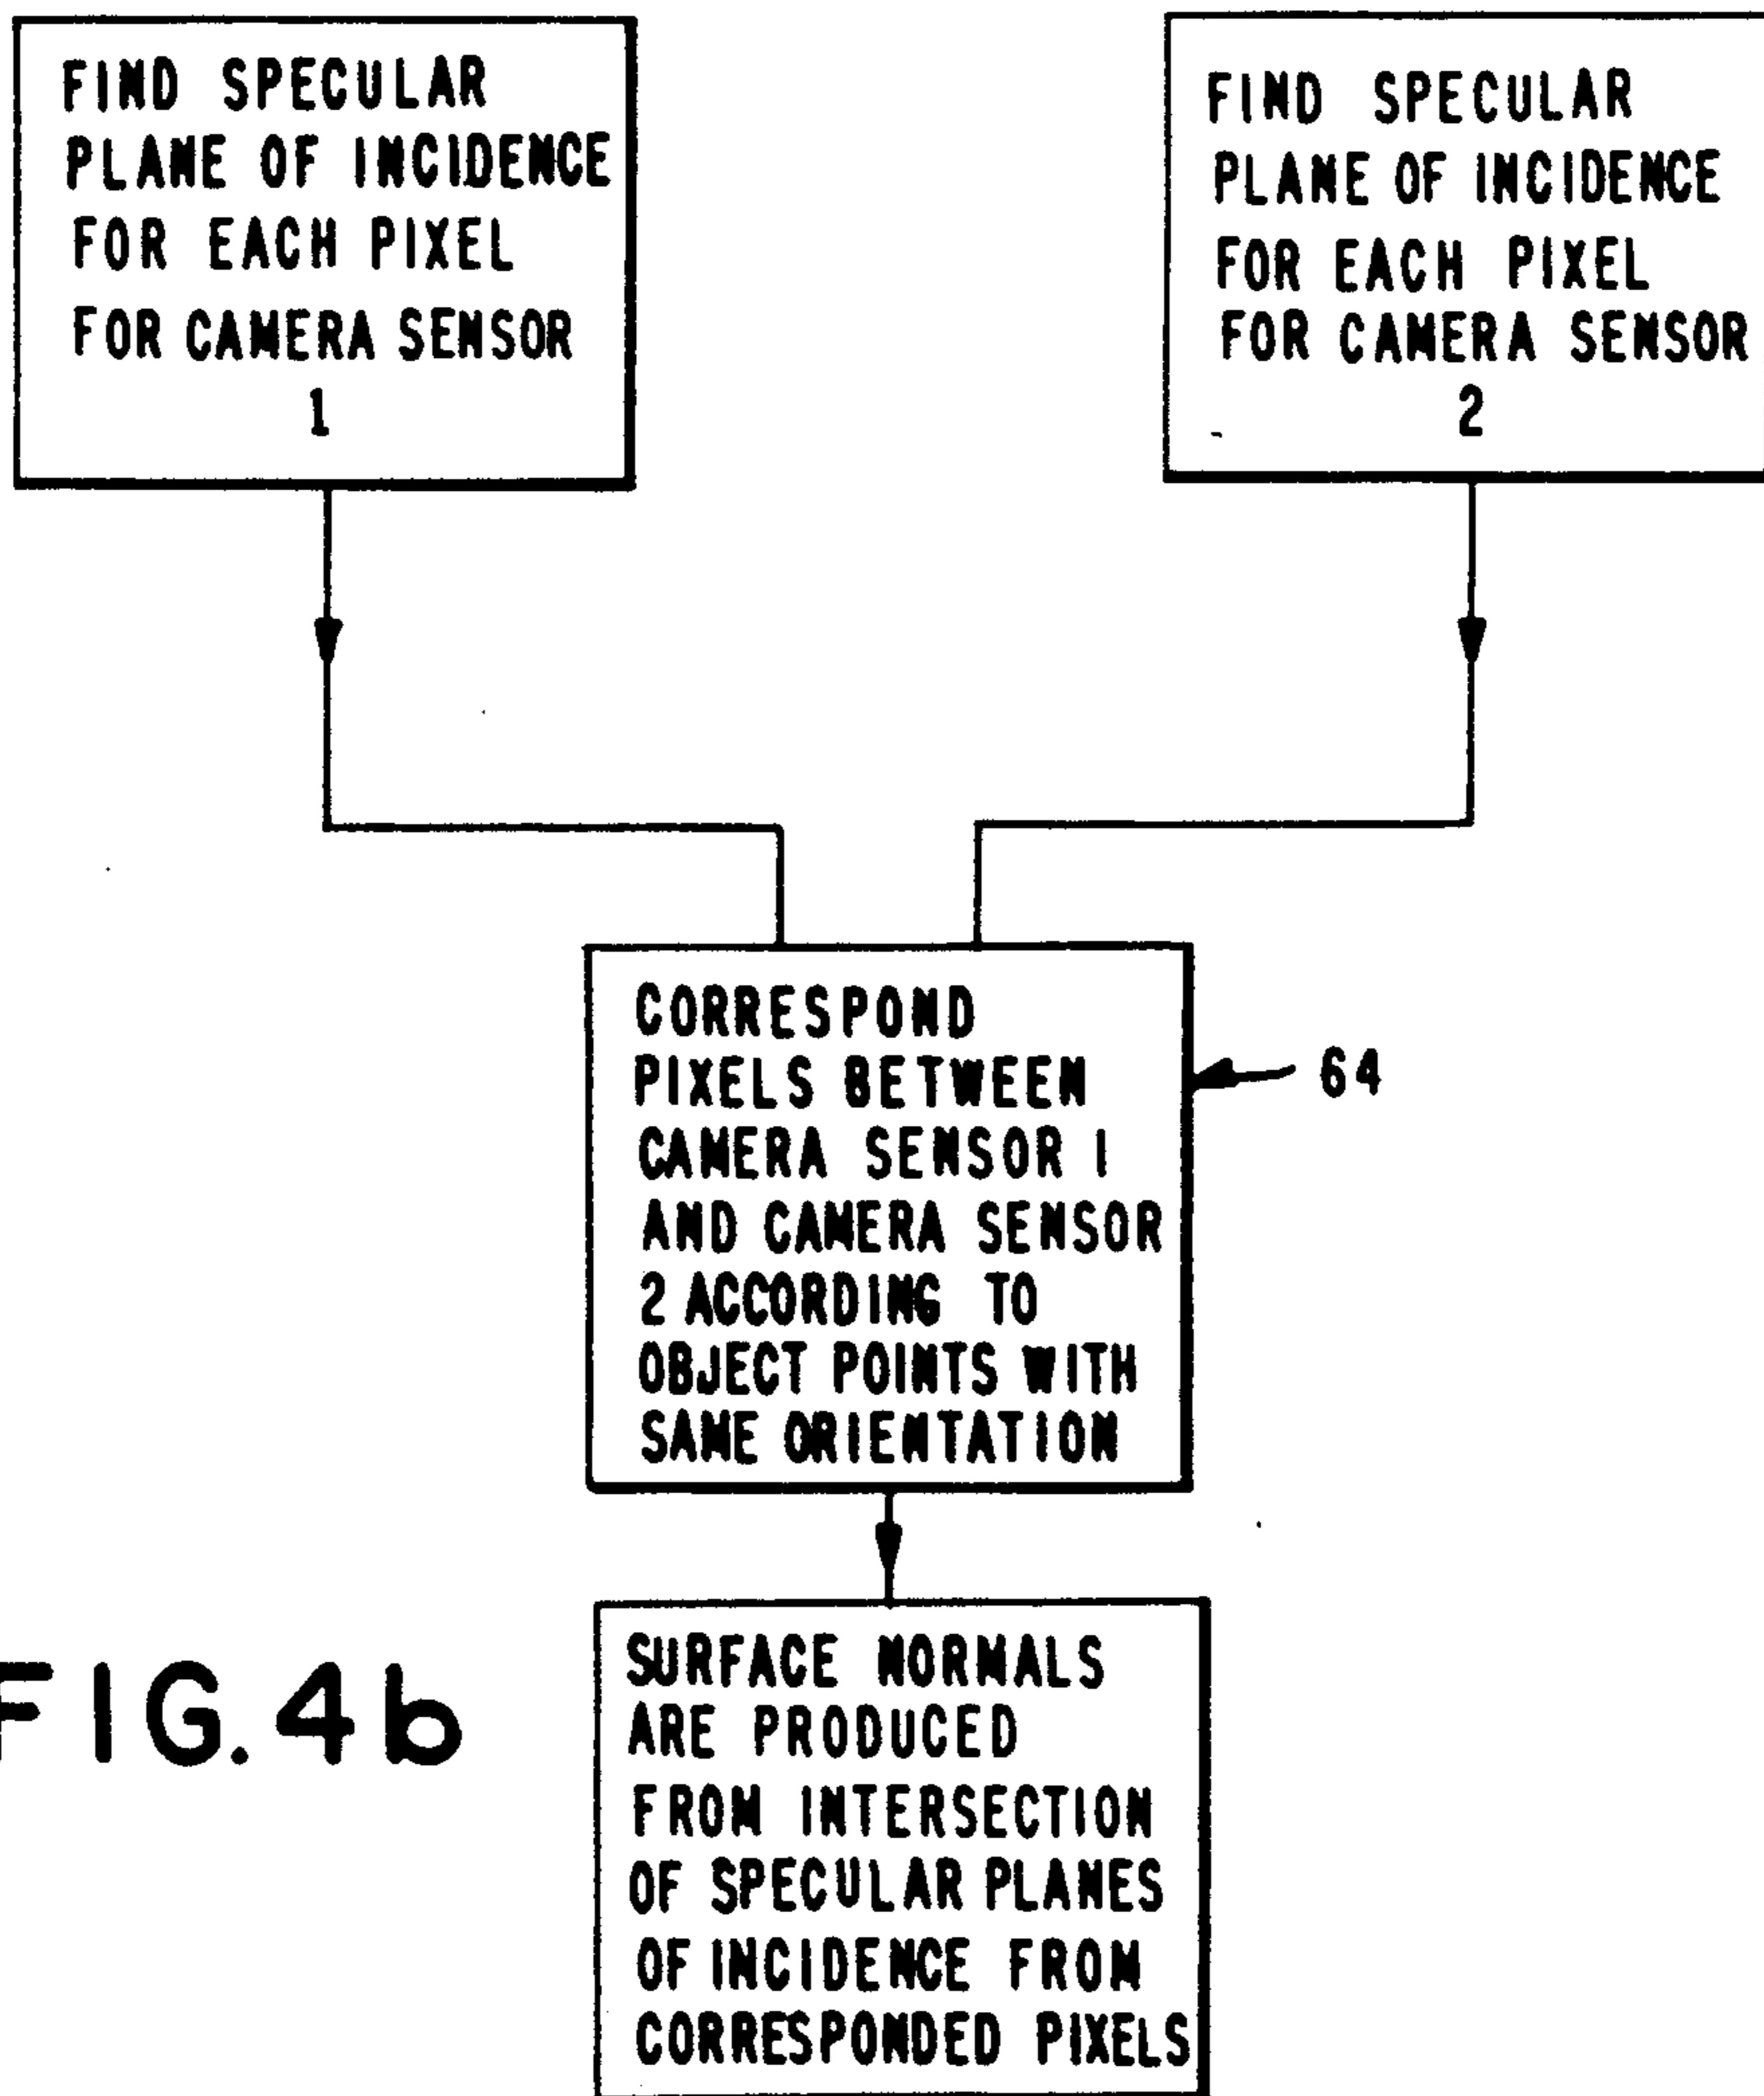 FIND SPECULAR
PLANE OF INCIDENCE
FOR EACH PIXEL
FOR CAMERA SENSOR
1
FIND SPECULAR
PLANE OF INCIDENCE
FOR EACH PIXEL
FOR CAMERA SENSOR
2
CORRESPOND
PIXELS BETWEEN
CAMERA SENSOR 1
AND CAMERA SENSOR
2 ACCORDING TO
OBJECT POINTS WITH
SAME ORIENTATION
64
SURFACE NORMALS
ARE PRODUCED
FROM INTERSECTION
OF SPECULAR PLANES
OF INCIDENCE FROM
CORRESPONDED PIXELS
FIG.4b